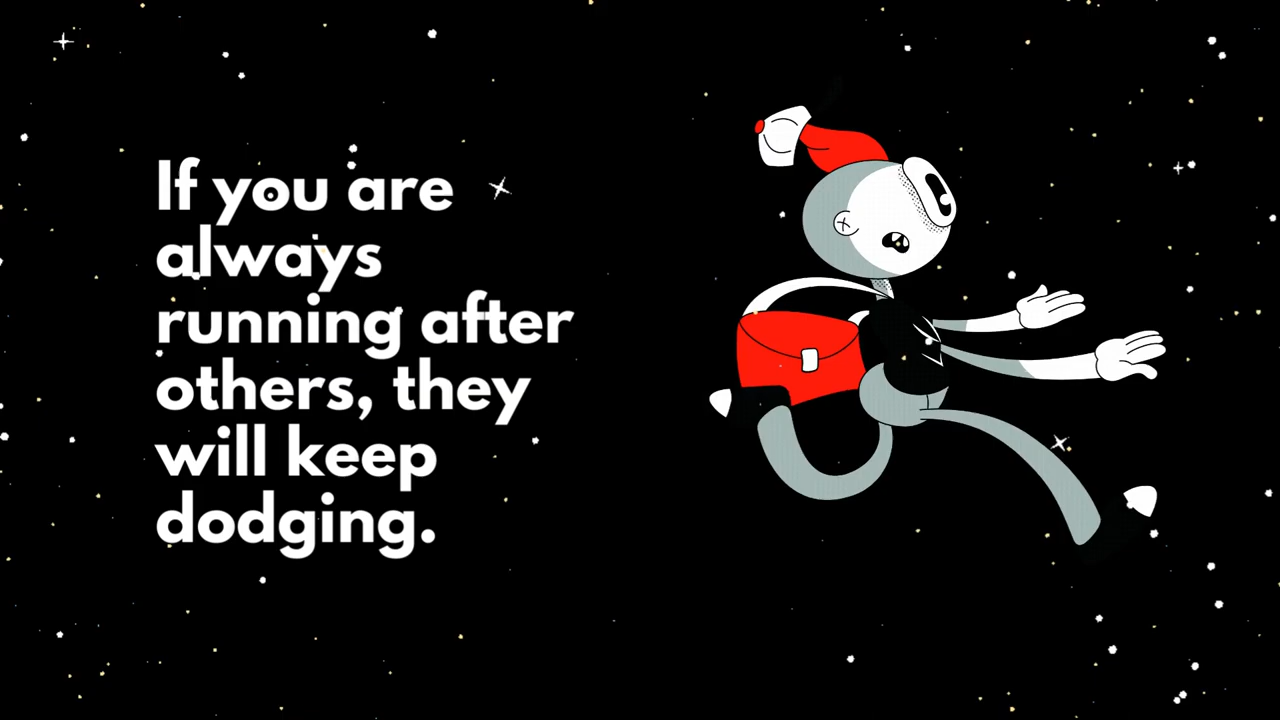 If you are
always
running after
others, they
will keep
dodging.